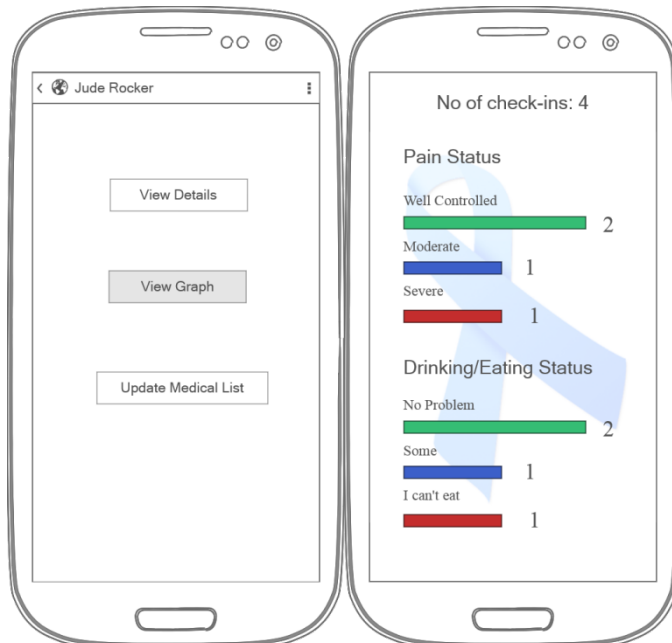 Jude Rocker
View Details
View Graph
Update Medical List
No of check-ins: 4
Pain Status
Well Controlled
2
Moderate
1
Severe
1
Drinking/Eating Status
No Problem
2
Some
1
I can't eat
1